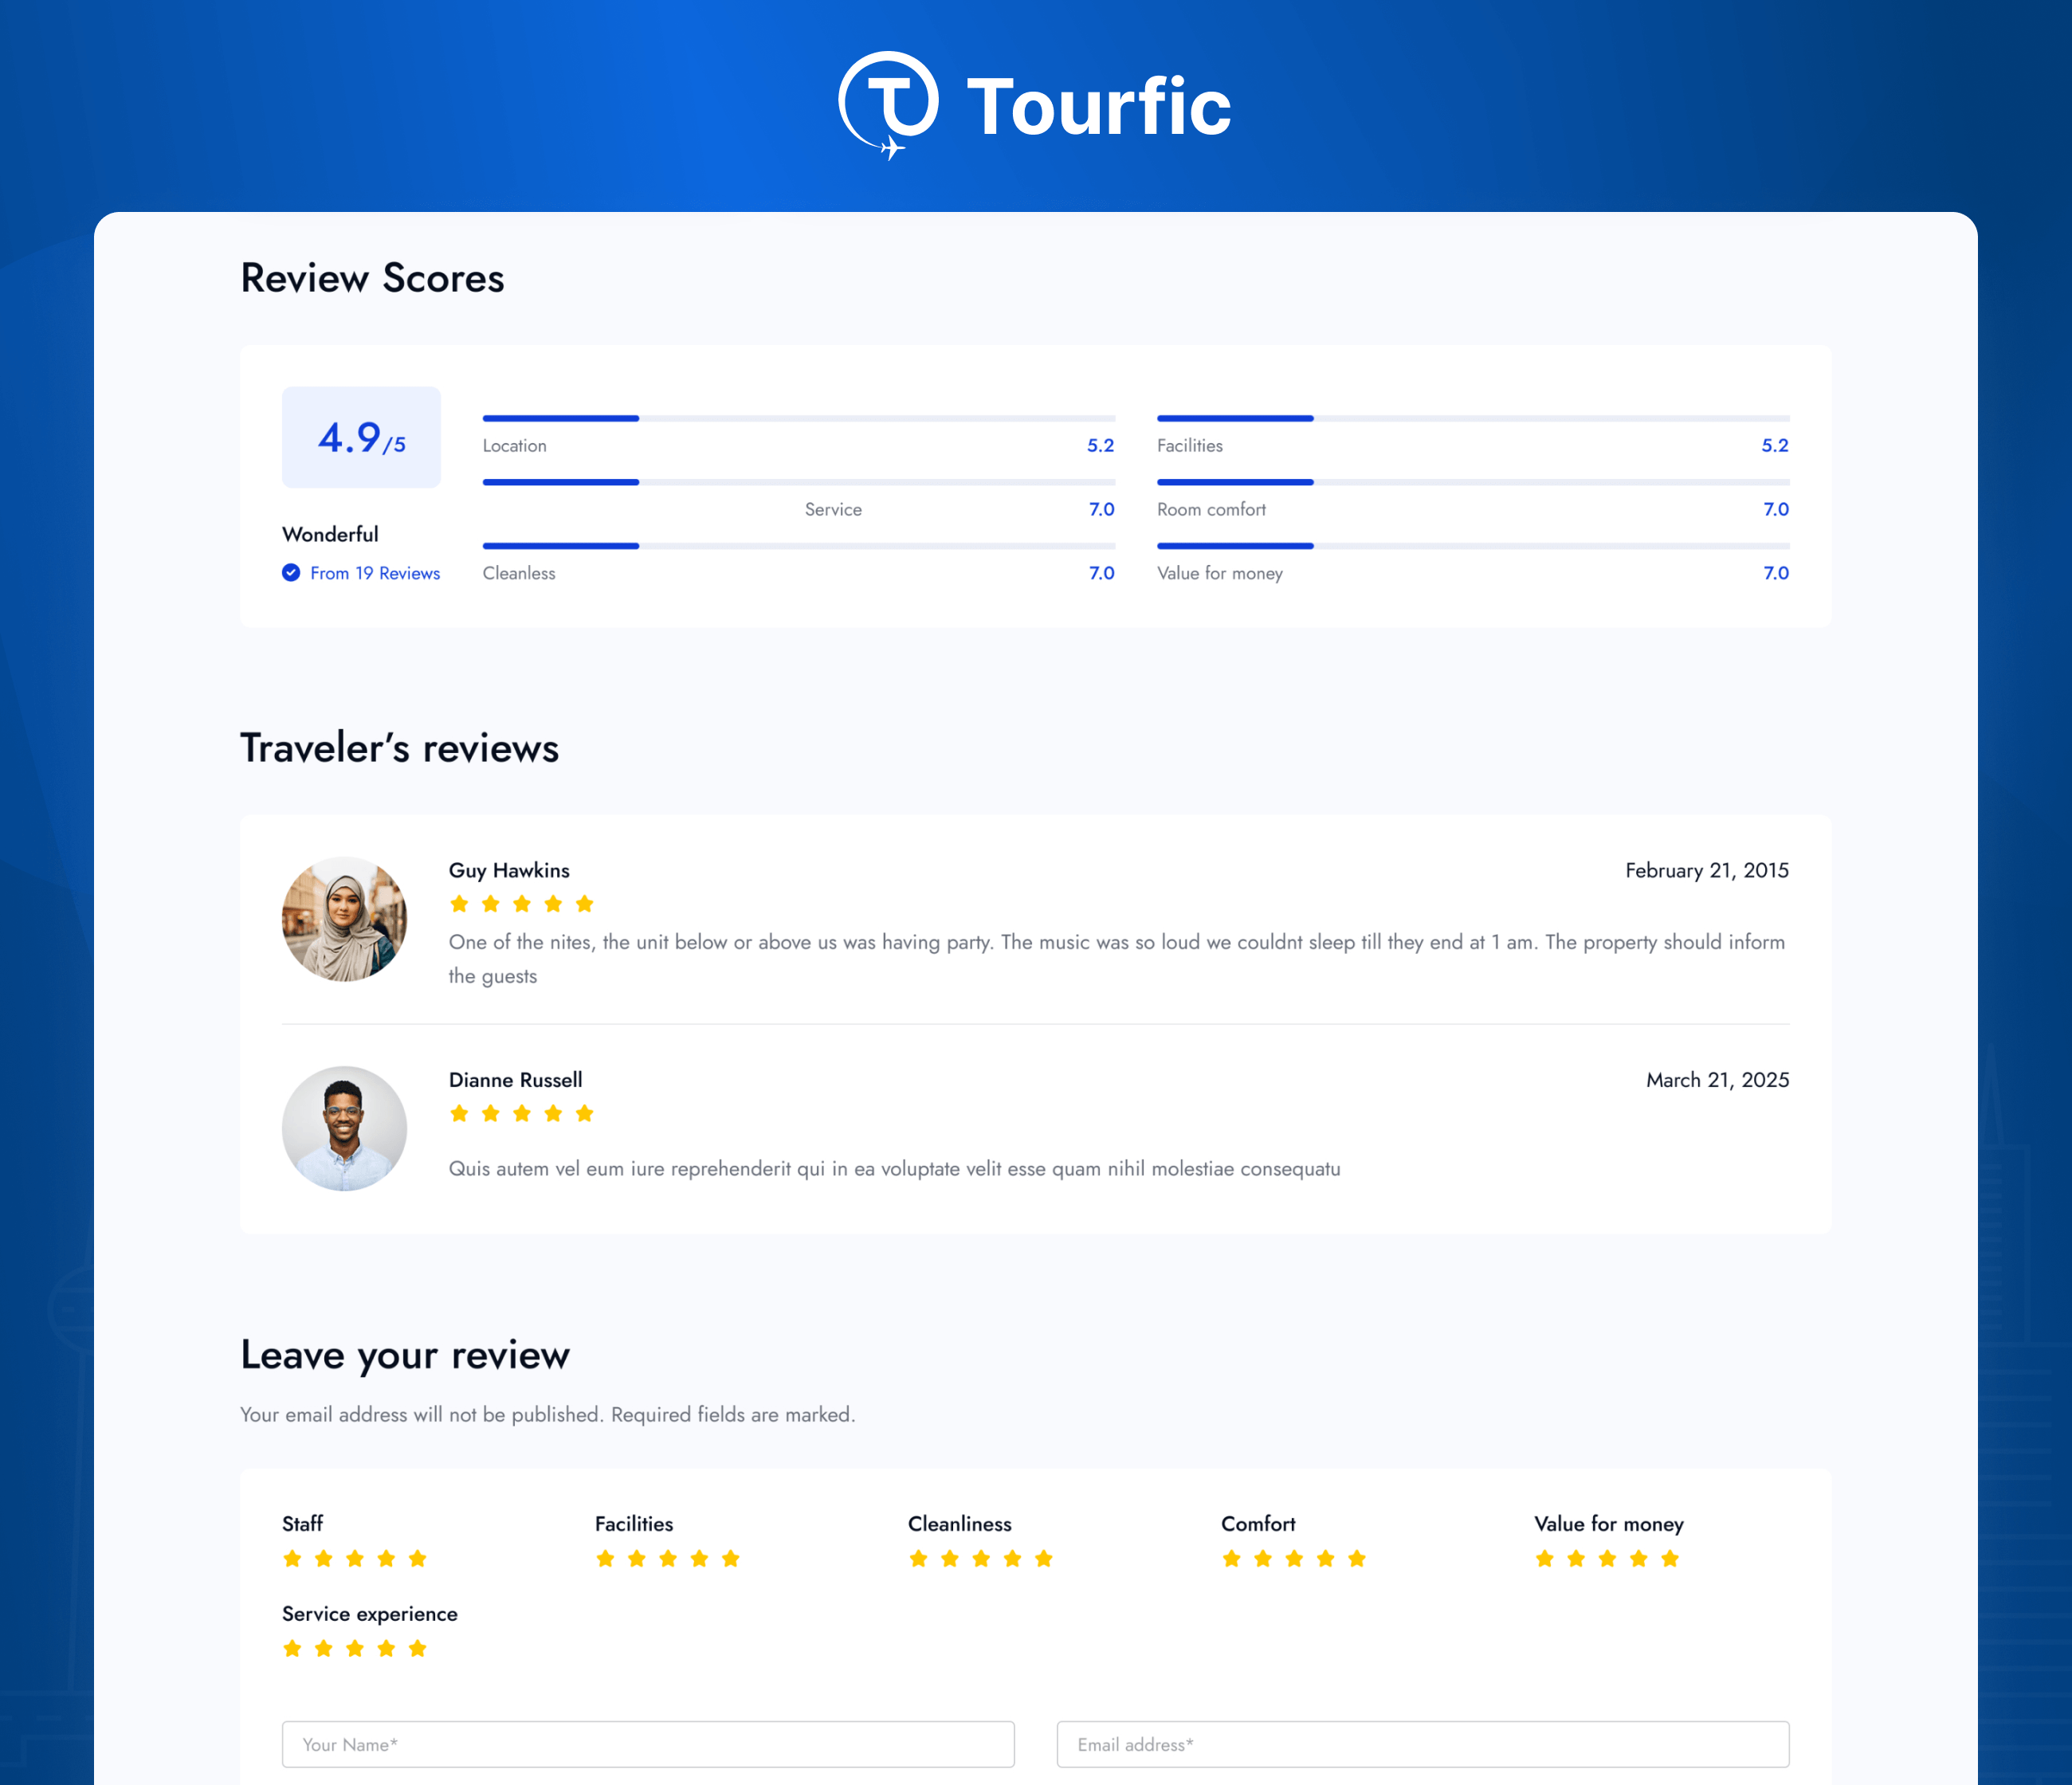 Tourfic
Review Scores
4.9/5
Wonderful
From 19 Reviews
Location 5.2
Service 7.0
Cleanless 7.0
Facilities 5.2
Room comfort 7.0
Value for money 7.0
Traveler’s reviews
Guy Hawkins
February 21, 2015
One of the nites, the unit below or above us was having party. The music was so loud we couldnt sleep till they end at 1 am. The property should inform
the guests
Dianne Russell
March 21, 2025
Quis autem vel eum iure reprehenderit qui in ea voluptate velit esse quam nihil molestiae consequatu
Leave your review
Your email address will not be published. Required fields are marked.
Staff
Facilities
Cleanliness
Comfort
Value for money
Service experience
Your Name*
Email address*